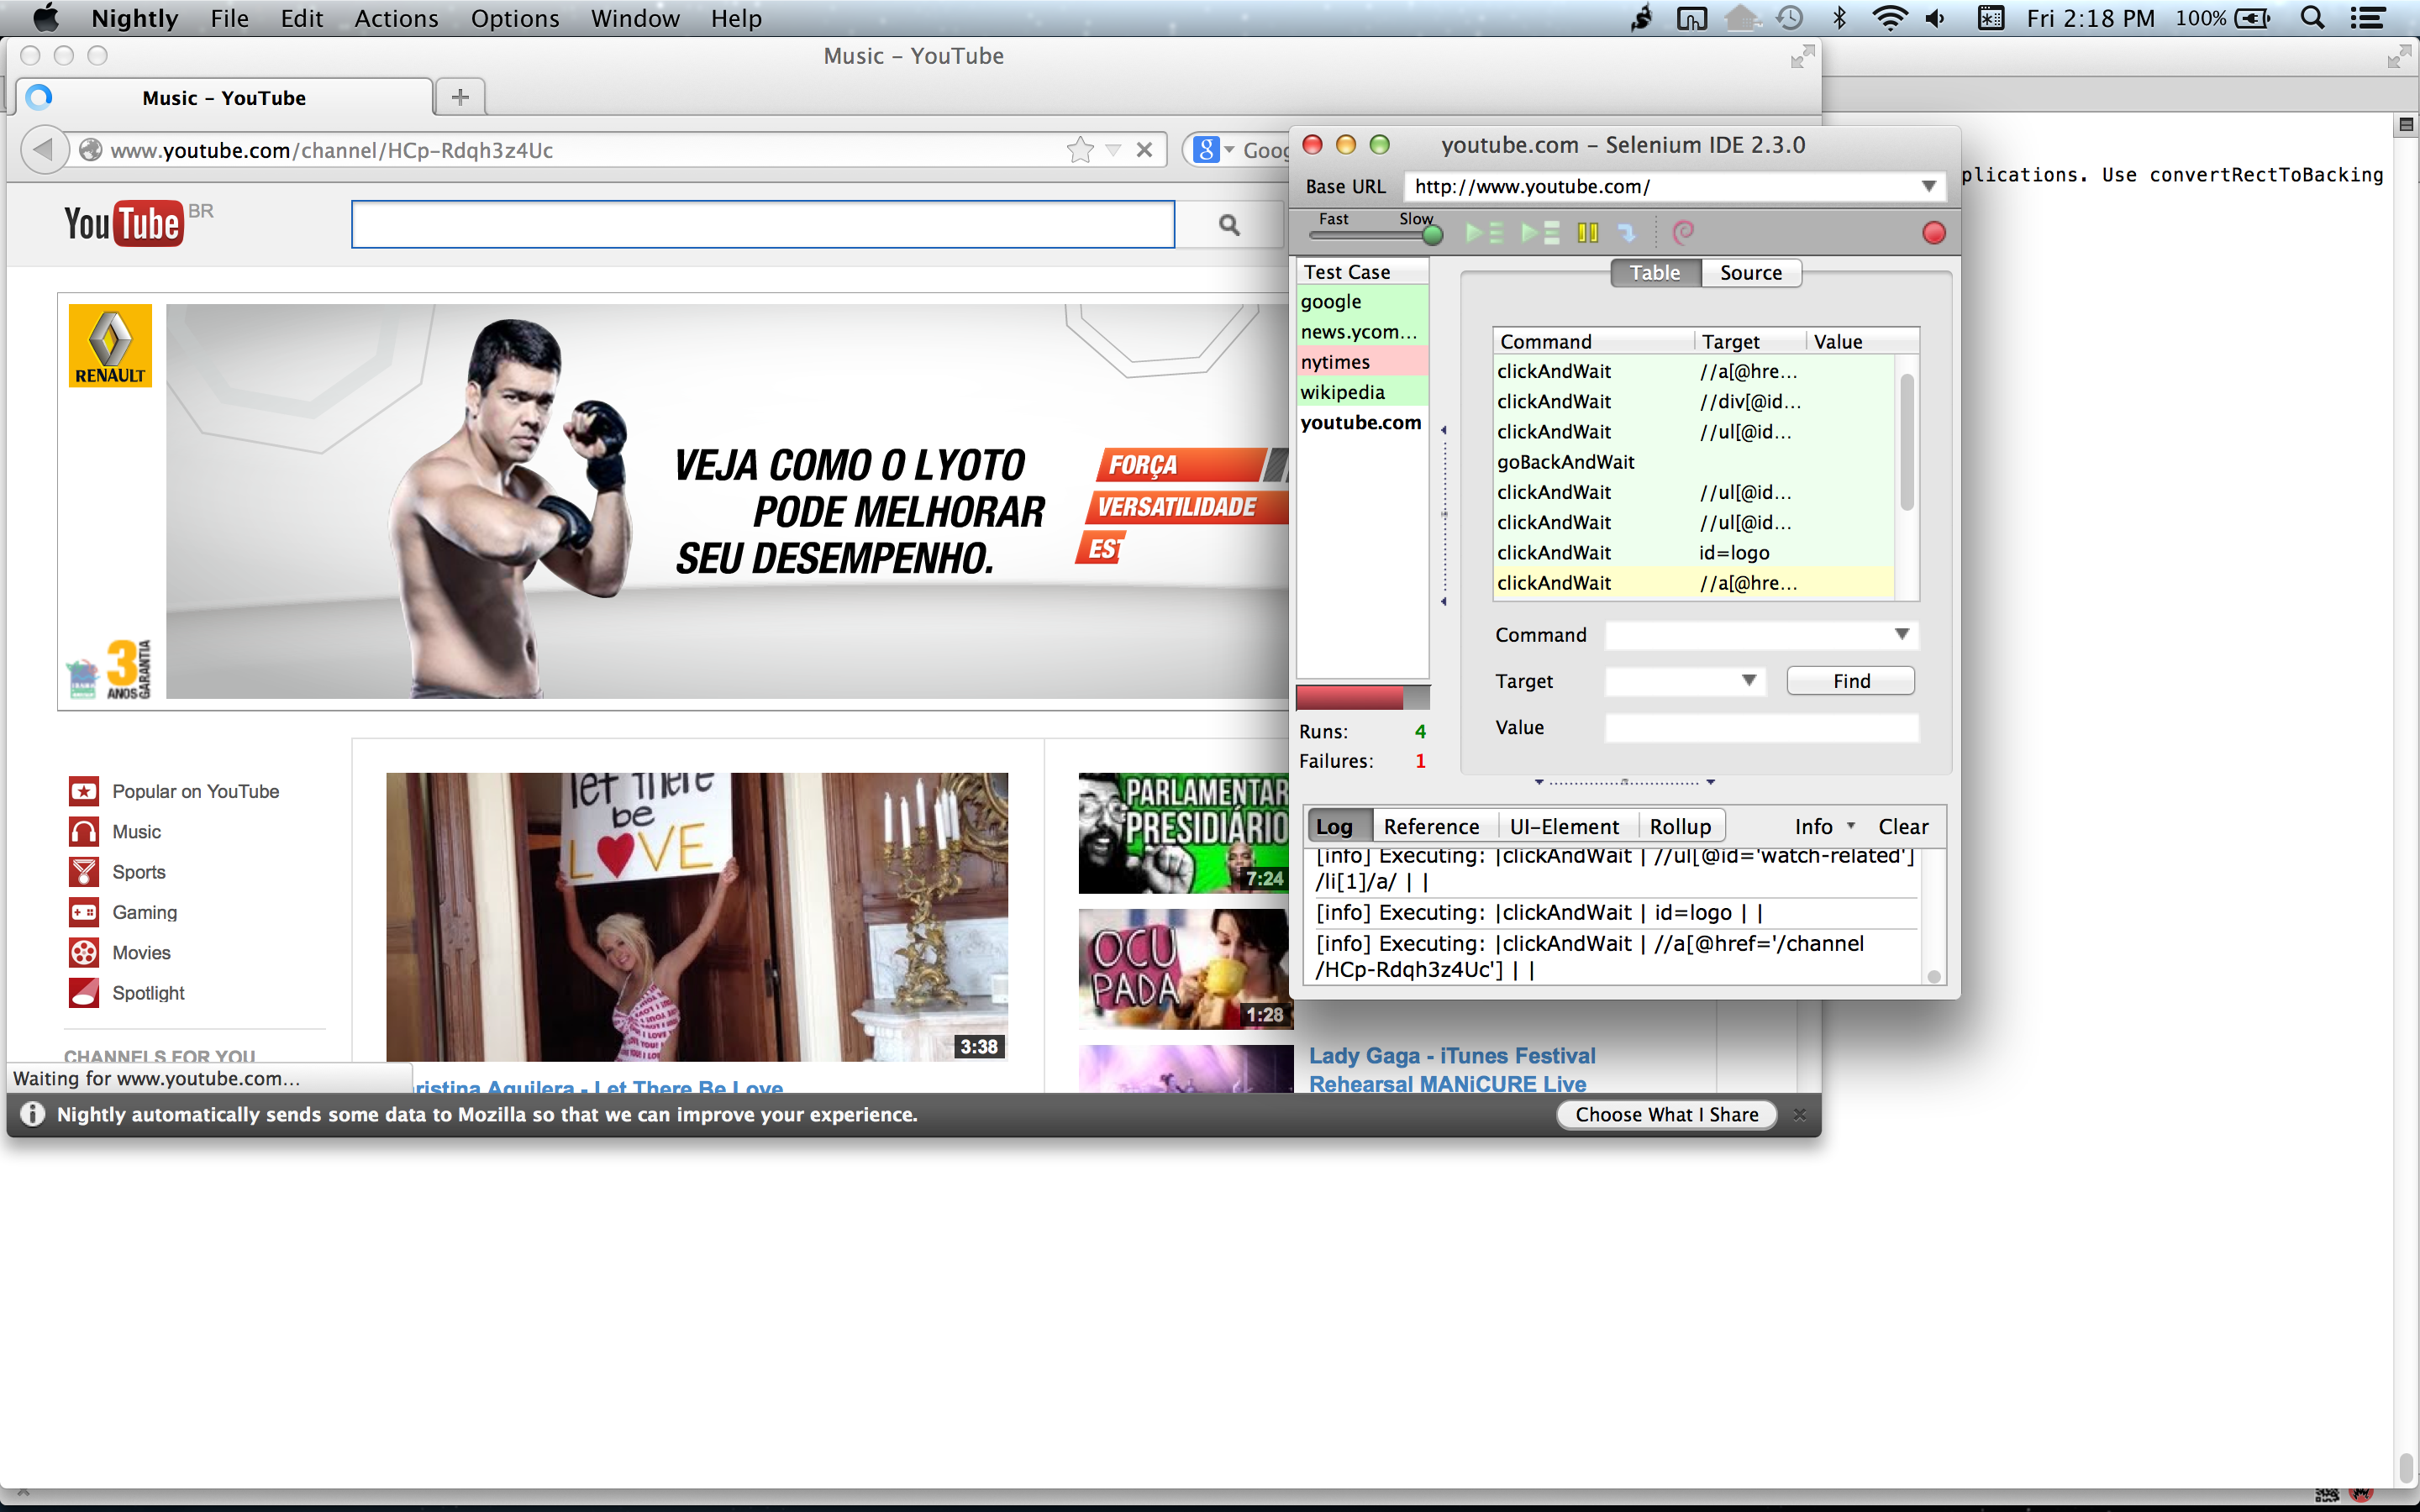 Nightly File Edit Actions Options Window Help
Fri 2:18 PM 100%
Music – YouTube
Music – YouTube
www.youtube.com/channel/HCp-Rdqh3z4Uc
Goog
YouTube BR
RENAULT
3
ANOS GARANTIA
VEJA COMO O LYOTO
PODE MELHORAR
SEU DESEMPENHO.
FORÇA
VERSATILIDADE
EST
Popular on YouTube
Music
Sports
Gaming
Movies
Spotlight
CHANNELS FOR YOU
let there
be
LOVE
3:38
ristina Aguilera - Let There Be Love
PARLAMENTAR
PRESIDIÁRIO
7:24
OCU
PADA
1:28
Lady Gaga - iTunes Festival
Rehearsal MANiCURE Live
Waiting for www.youtube.com...
Nightly automatically sends some data to Mozilla so that we can improve your experience.
Choose What I Share
youtube.com – Selenium IDE 2.3.0
Base URL http://www.youtube.com/
Fast Slow
Test Case
google
news.ycom...
nytimes
wikipedia
youtube.com
Runs: 4
Failures: 1
Table Source
Command Target Value
clickAndWait //a[@hre...
clickAndWait //div[@id...
clickAndWait //ul[@id...
goBackAndWait
clickAndWait //ul[@id...
clickAndWait //ul[@id...
clickAndWait id=logo
clickAndWait //a[@hre...
Command
Target
Find
Value
Log Reference UI-Element Rollup Info Clear
[info] Executing: |clickAndWait | //ul[@id='watch-related']
/li[1]/a/ | |
[info] Executing: |clickAndWait | id=logo | |
[info] Executing: |clickAndWait | //a[@href='/channel
/HCp-Rdqh3z4Uc'] | |
plications. Use convertRectToBacking